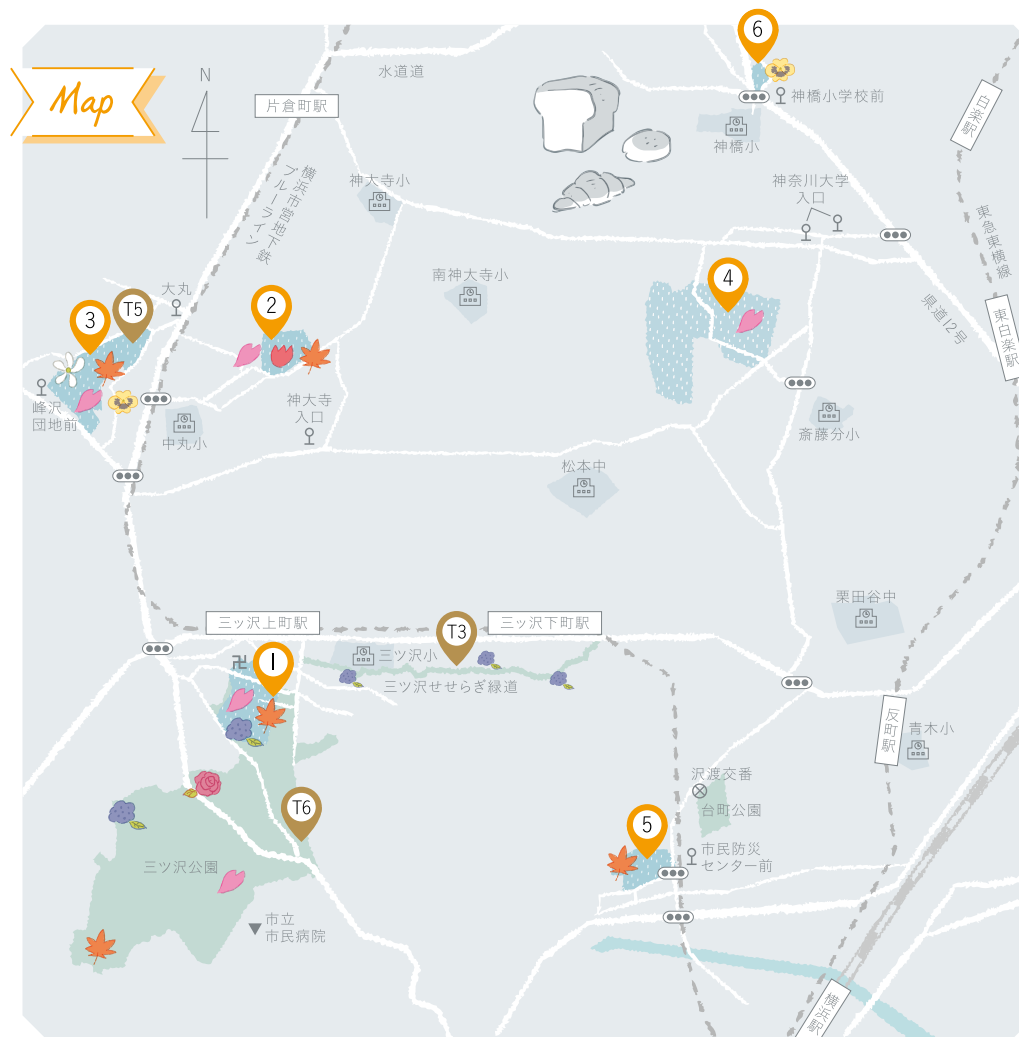 Map
N
水道道
片倉町駅
6
神橋小学校前
神橋小
白楽駅
横浜市営地下鉄
ブルーライン
神大寺小
神奈川大学
入口
東急東横線
南神大寺小
大丸
4
県道12号
東白楽駅
3
T5
2
峰沢
団地前
中丸小
神大寺
入口
斎藤分小
松本中
栗田谷中
三ッ沢上町駅
三ッ沢下町駅
T3
卍
1
三ツ沢小
三ツ沢せせらぎ緑道
反町駅
青木小
沢渡交番
台町公園
T6
5
市民防災
センター前
三ツ沢公園
市立
市民病院
横浜駅